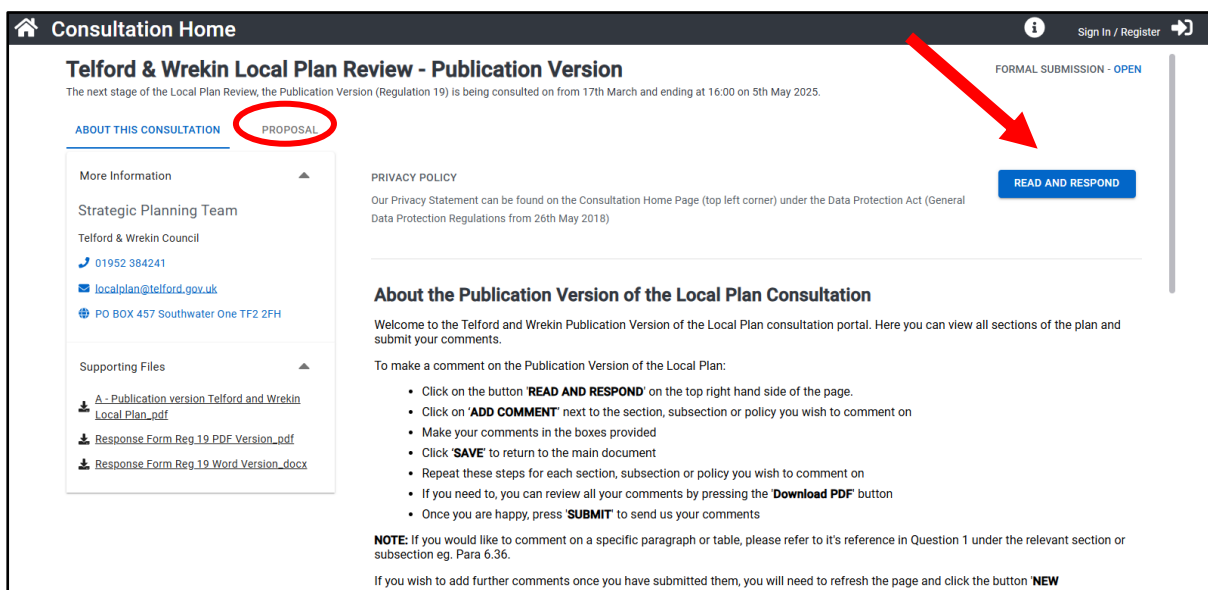 Consultation Home
Sign In / Register
Telford & Wrekin Local Plan Review - Publication Version
FORMAL SUBMISSION - OPEN
The next stage of the Local Plan Review, the Publication Version (Regulation 19) is being consulted on from 17th March and ending at 16:00 on 5th May 2025.
ABOUT THIS CONSULTATION
PROPOSAL
More Information
Strategic Planning Team
Telford & Wrekin Council
01952 384241
localplan@telford.gov.uk
PO BOX 457 Southwater One TF2 2FH
Supporting Files
A - Publication version Telford and Wrekin
Local Plan_pdf
Response Form Reg 19 PDF Version_pdf
Response Form Reg 19 Word Version_docx
PRIVACY POLICY
Our Privacy Statement can be found on the Consultation Home Page (top left corner) under the Data Protection Act (General
Data Protection Regulations from 26th May 2018)
READ AND RESPOND
About the Publication Version of the Local Plan Consultation
Welcome to the Telford and Wrekin Publication Version of the Local Plan consultation portal. Here you can view all sections of the plan and
submit your comments.
To make a comment on the Publication Version of the Local Plan:
• Click on the button 'READ AND RESPOND' on the top right hand side of the page.
• Click on 'ADD COMMENT' next to the section, subsection or policy you wish to comment on
• Make your comments in the boxes provided
• Click 'SAVE' to return to the main document
• Repeat these steps for each section, subsection or policy you wish to comment on
• If you need to, you can review all your comments by pressing the 'Download PDF' button
• Once you are happy, press 'SUBMIT' to send us your comments
NOTE: If you would like to comment on a specific paragraph or table, please refer to it's reference in Question 1 under the relevant section or
subsection eg. Para 6.36.
If you wish to add further comments once you have submitted them, you will need to refresh the page and click the button 'NEW